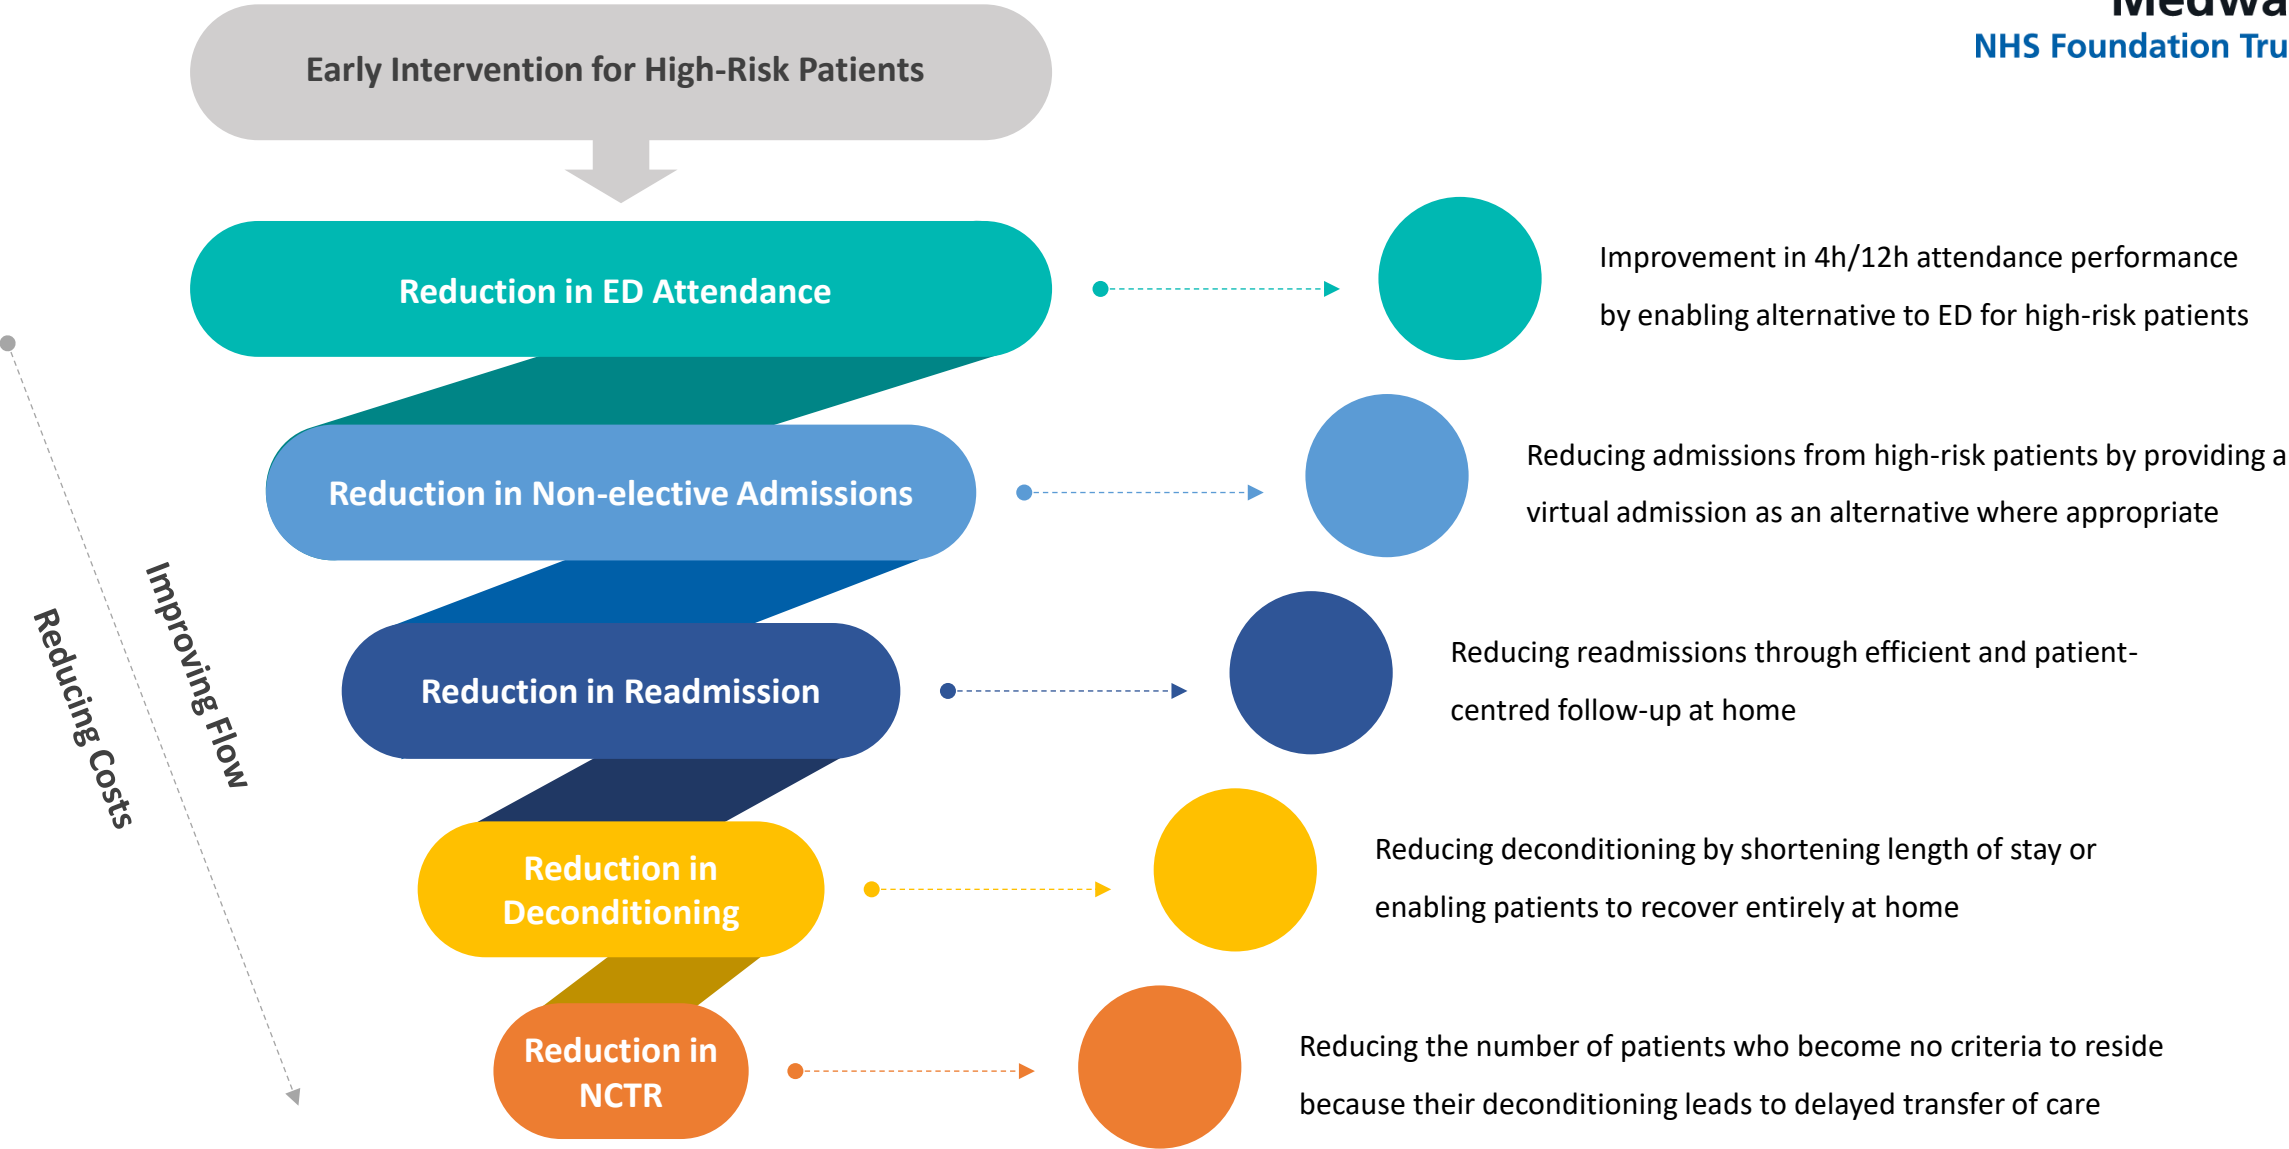 NHS Foundation Tru
Early Intervention for High-Risk Patients
Reduction in ED Attendance
Improvement in 4h/12h attendance performance
by enabling alternative to ED for high-risk patients
Reduction in Non-elective Admissions
Reducing admissions from high-risk patients by providing a
virtual admission as an alternative where appropriate
Reduction in Readmission
Reducing readmissions through efficient and patient-
centred follow-up at home
Reduction in
Deconditioning
Reducing deconditioning by shortening length of stay or
enabling patients to recover entirely at home
Reduction in
NCTR
Reducing the number of patients who become no criteria to reside
because their deconditioning leads to delayed transfer of care
Improving Flow
Reducing Costs